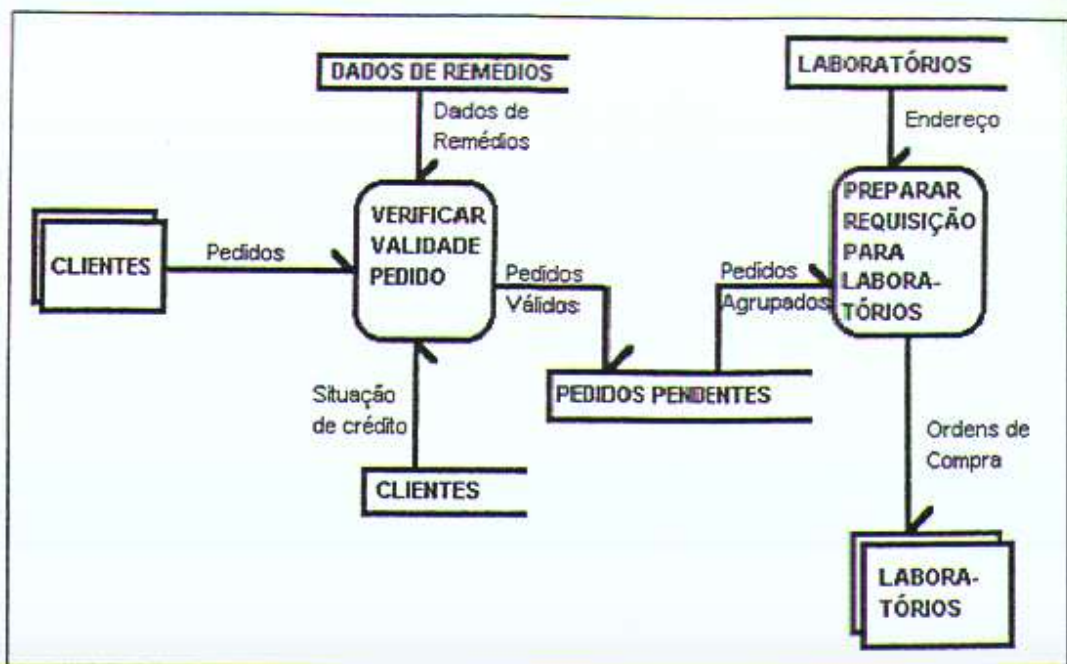 DADOS DE REMÉDIOS
LABORATÓRIOS
Dados de
Remédios
Endereço
CLIENTES
Pedidos
VERIFICAR
VALIDADE
PEDIDO
Pedidos
Válidos
Pedidos
Agrupados
PREPARAR
REQUISIÇÃO
PARA
LABORA-
TÓRIOS
PEDIDOS PENDENTES
Situação
de crédito
CLIENTES
Ordens de
Compra
LABORA-
TÓRIOS